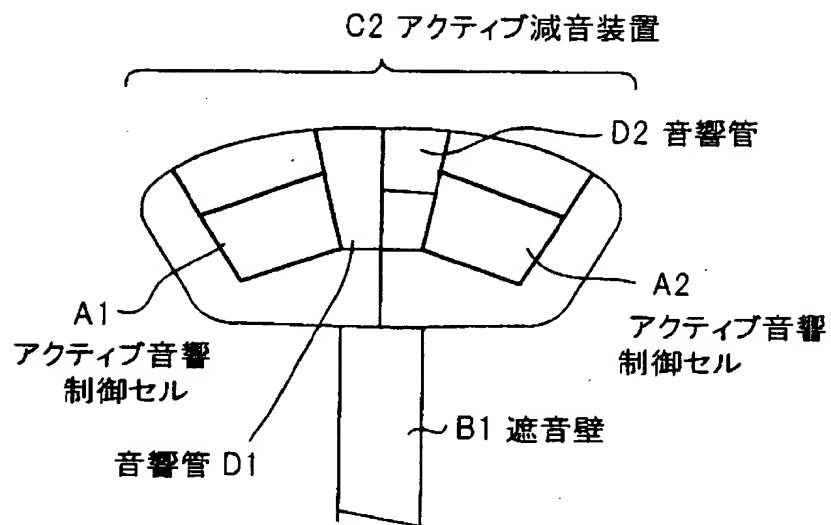 C2 アクティブ減音装置
D2 音響管
A1
アクティブ音響
制御セル
A2
アクティブ音響
制御セル
B1 遮音壁
音響管 D1